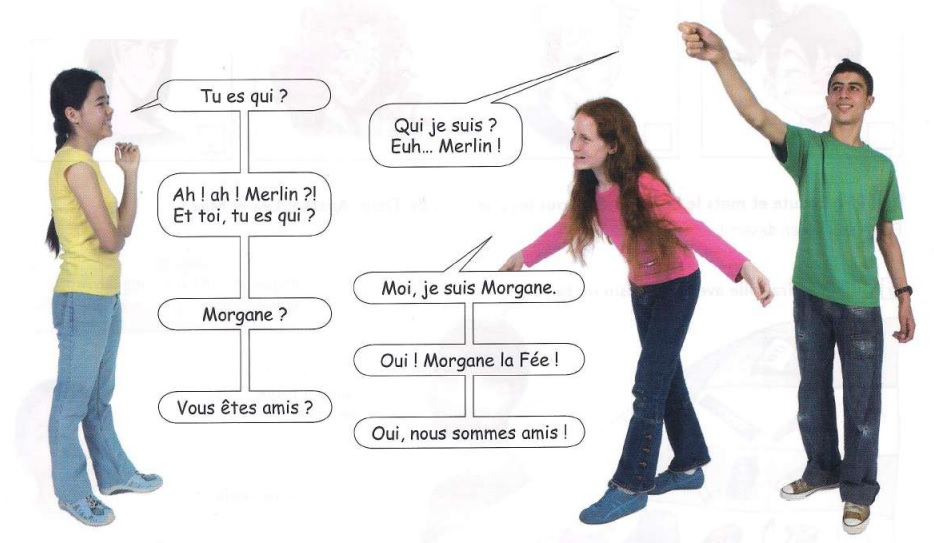 Tu es qui ?
Qui je suis ?
Euh... Merlin !
Ah ! ah ! Merlin ?!
Et toi, tu es qui ?
Moi, je suis Morgane.
Morgane ?
Oui ! Morgane la Fée !
Vous êtes amis ?
Oui, nous sommes amis !